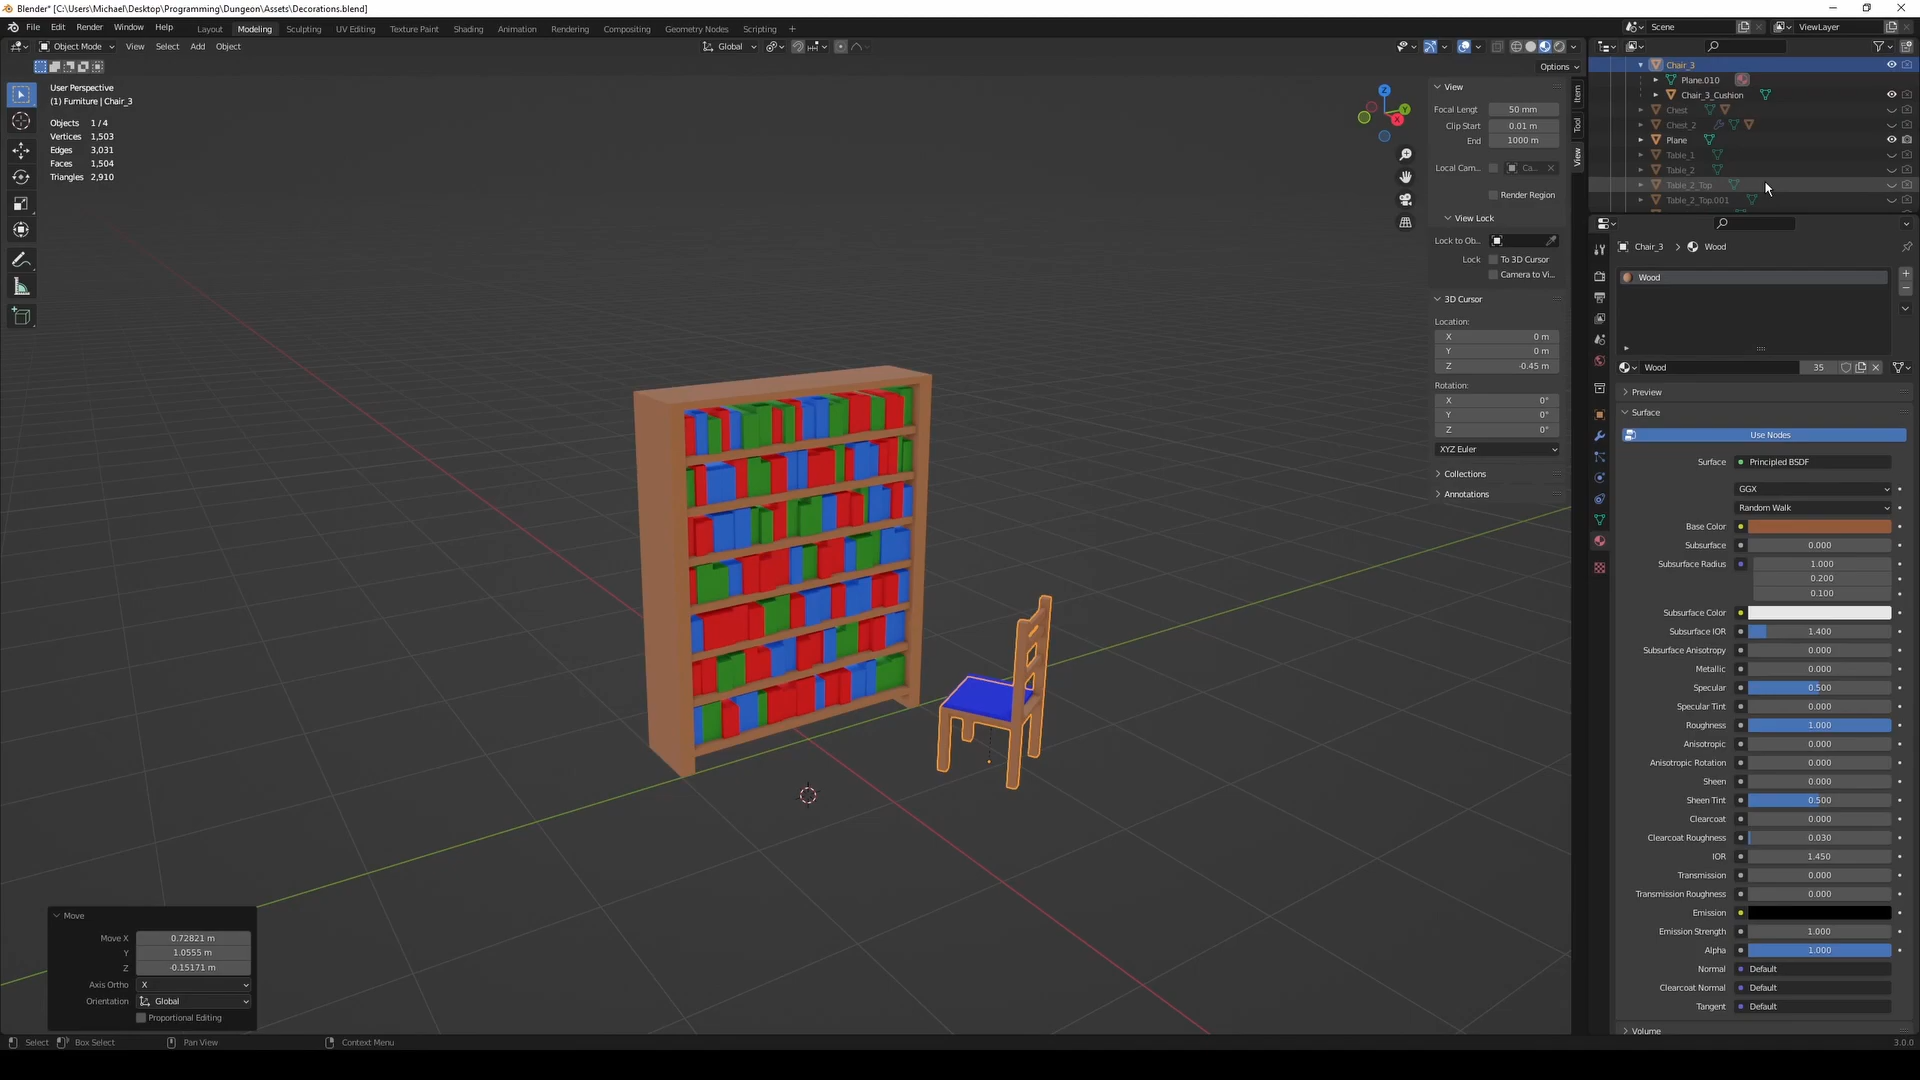 Blender* [C:\Users\Michael\Desktop\Programming\Dungeon\Assets\Decorations.blend]
File Edit Render Window Help Layout Modeling Sculpting UV Editing Texture Paint Shading Animation Rendering Compositing Geometry Nodes Scripting + Scene ViewLayer
Object Mode View Select Add Object Global
Options
User Perspective
(1) Furniture | Chair_3
Objects 1 / 4
Vertices 1,503
Edges 3,031
Faces 1,504
Triangles 2,910
Z
Y
X
View
Focal Lengt 50 mm
Clip Start 0.01 m
End 1000 m
Local Cam... Ca...
Render Region
View Lock
Lock to Ob...
Lock To 3D Cursor
Camera to Vi...
3D Cursor
Location:
X 0 m
Y 0 m
Z -0.45 m
Rotation:
X 0°
Y 0°
Z 0°
XYZ Euler
Collections
Annotations
Item
Tool
View
Chair_3
Plane.010
Chair_3_Cushion
Chest
Chest_2
Plane
Table_1
Table_2
Table_2_Top
Table_2_Top.001
Chair_3 > Wood
Wood
Wood 35
Preview
Surface
Use Nodes
Surface Principled BSDF
GGX
Random Walk
Base Color
Subsurface 0.000
Subsurface Radius 1.000
0.200
0.100
Subsurface Color
Subsurface IOR 1.400
Subsurface Anisotropy 0.000
Metallic 0.000
Specular 0.500
Specular Tint 0.000
Roughness 1.000
Anisotropic 0.000
Anisotropic Rotation 0.000
Sheen 0.000
Sheen Tint 0.500
Clearcoat 0.000
Clearcoat Roughness 0.030
IOR 1.450
Transmission 0.000
Transmission Roughness 0.000
Emission
Emission Strength 1.000
Alpha 1.000
Normal Default
Clearcoat Normal Default
Tangent Default
Volume
Move
Move X 0.72821 m
Y 1.0555 m
Z -0.15171 m
Axis Ortho X
Orientation Global
Proportional Editing
Select Box Select Pan View Context Menu 3.0.0